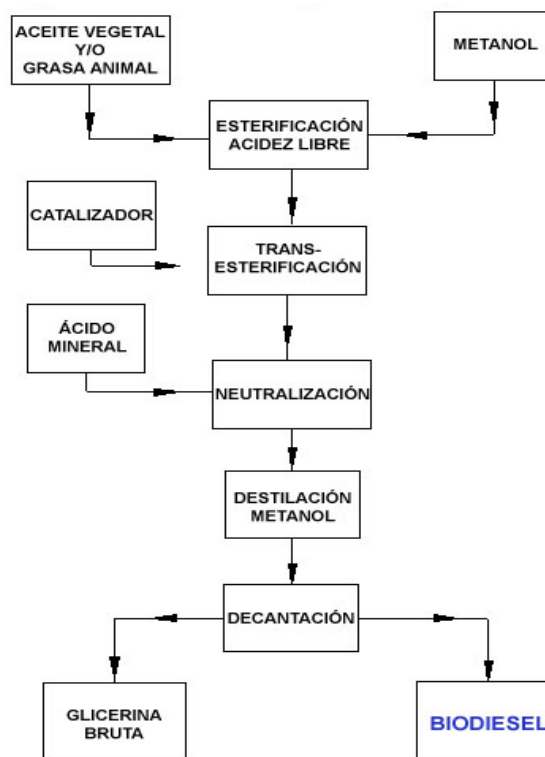 ACEITE VEGETAL
Y/O
GRASA ANIMAL
METANOL
ESTERIFICACIÓN
ACIDEZ LIBRE
CATALIZADOR
TRANS-
ESTERIFICACIÓN
ÁCIDO
MINERAL
NEUTRALIZACIÓN
DESTILACIÓN
METANOL
DECANTACIÓN
GLICERINA
BRUTA
BIODIESEL